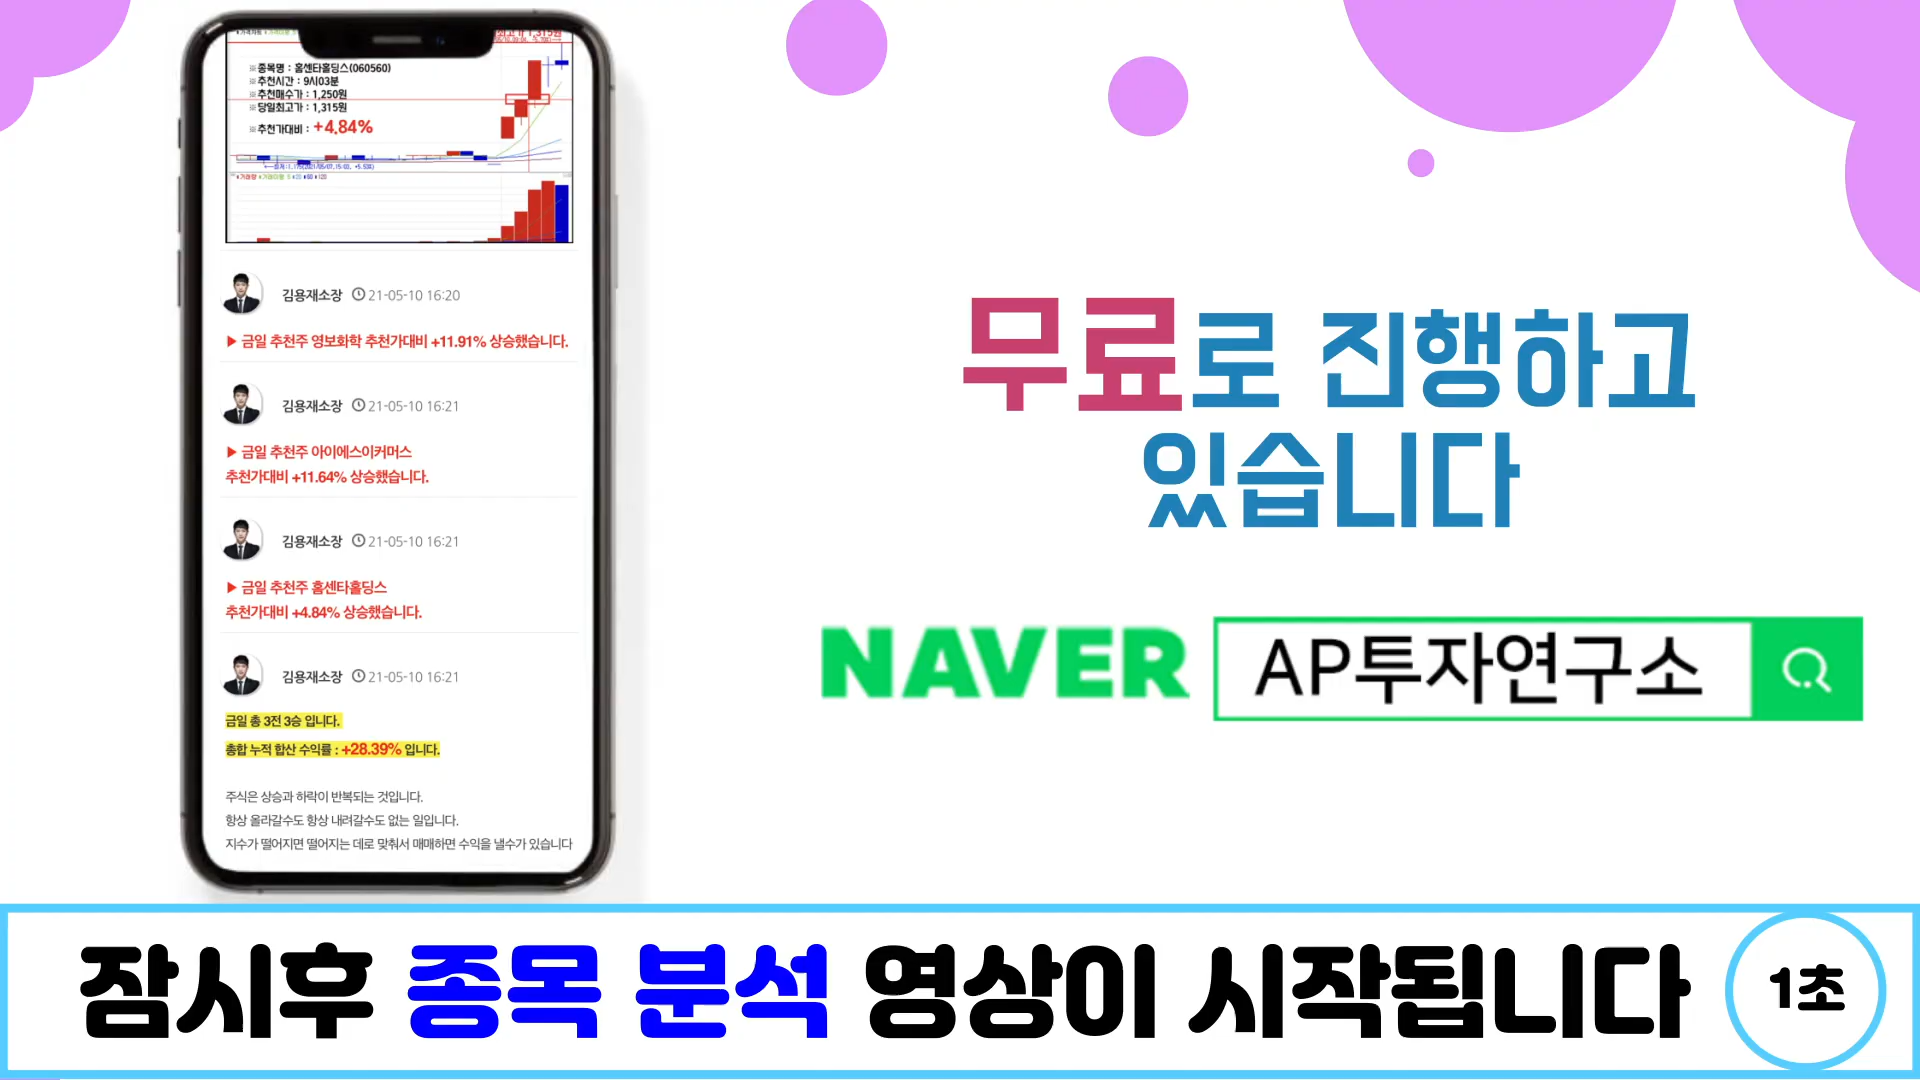 ※종목명 : 홈센타홀딩스(060560)
※추천시간 : 9시03분
※추천매수가 : 1,250원
※당일최고가 : 1,315원
※추천가대비 : +4.84%
김용재소장 21-05-10 16:20
▶ 금일 추천주 영보화학 추천가대비 +11.91% 상승했습니다.
김용재소장 21-05-10 16:21
▶ 금일 추천주 아이에스이커머스
추천가대비 +11.64% 상승했습니다.
김용재소장 21-05-10 16:21
▶ 금일 추천주 홈센타홀딩스
추천가대비 +4.84% 상승했습니다.
김용재소장 21-05-10 16:21
금일 총 3전 3승 입니다.
총합 누적 합산 수익률 : +28.39% 입니다.
주식은 상승과 하락이 반복되는 것입니다.
항상 올라갈수도 항상 내려갈수도 없는 일입니다.
지수가 떨어지면 떨어지는 데로 맞춰서 매매하면 수익을 낼수가 있습니다
무료로 진행하고
있습니다
NAVER AP투자연구소
잠시후 종목 분석 영상이 시작됩니다 1초